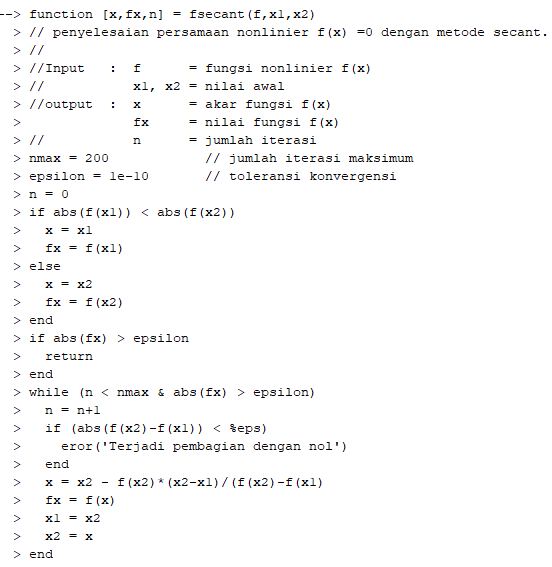 --> function [x,fx,n] = fsecant(f,x1,x2)
  > // penyelesaian persamaan nonlinier f(x) =0 dengan metode secant.
  > //
  > //Input   :  f      = fungsi nonlinier f(x)
  > //           x1, x2 = nilai awal
  > //output  :  x      = akar fungsi f(x)
  >              fx     = nilai fungsi f(x)
  > //           n      = jumlah iterasi
  > nmax = 200            // jumlah iterasi maksimum
  > epsilon = 1e-10       // toleransi konvergensi
  > n = 0
  > if abs(f(x1)) < abs(f(x2))
  >   x = x1
  >   fx = f(x1)
  > else
  >   x = x2
  >   fx = f(x2)
  > end
  > if abs(fx) > epsilon
  >   return
  > end
  > while (n < nmax & abs(fx) > epsilon)
  >   n = n+1
  >   if (abs(f(x2)-f(x1)) < %eps)
  >     eror('Terjadi pembagian dengan nol')
  >   end
  >   x = x2 - f(x2)*(x2-x1)/(f(x2)-f(x1)
  >   fx = f(x)
  >   x1 = x2
  >   x2 = x
  > end